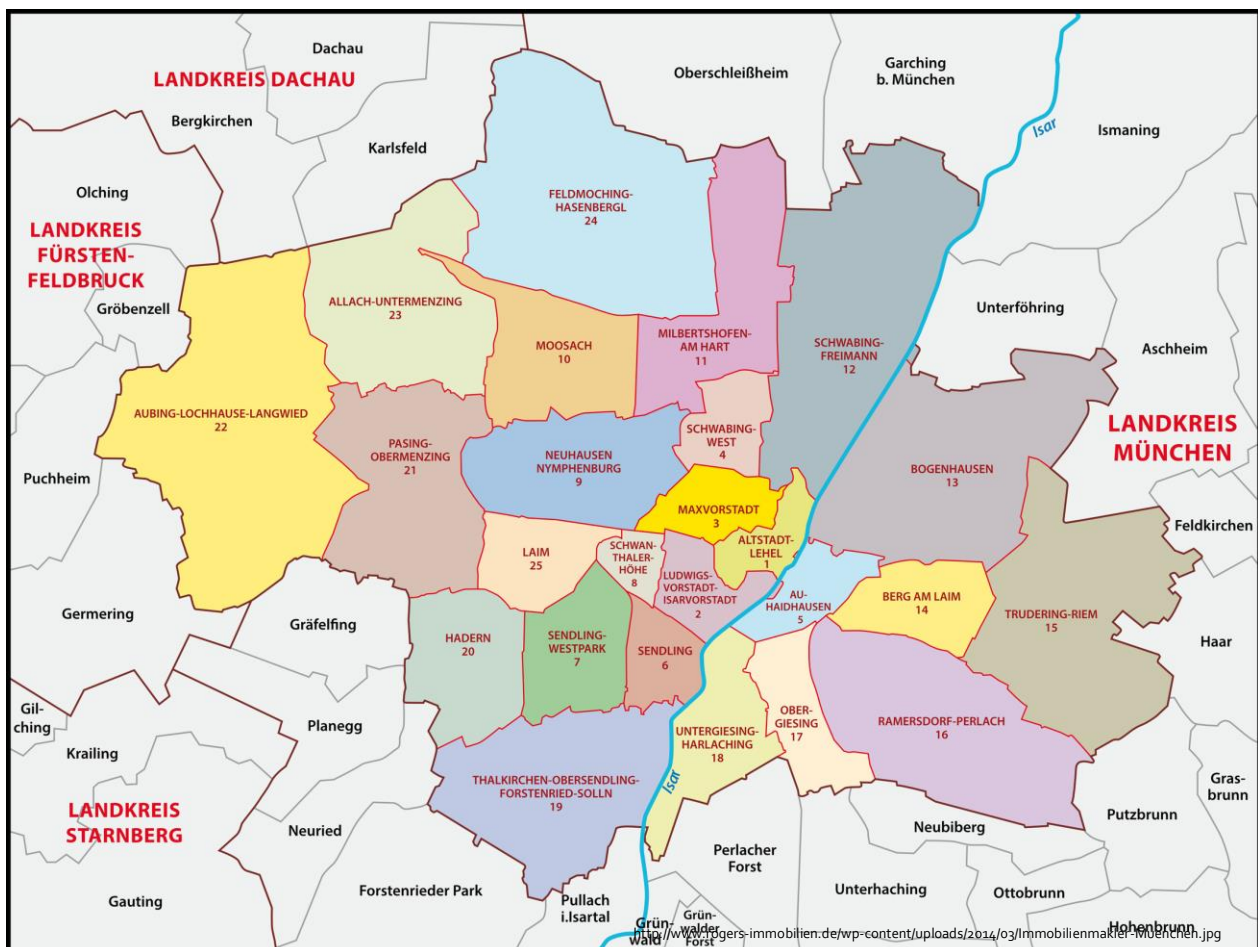 Dachau
LANDKREIS DACHAU
Bergkirchen
Karlsfeld
Oberschleißheim
Garching
b. München
Isar
Ismaning
Olching
LANDKREIS
FÜRSTEN-
FELDBRUCK
Gröbenzell
FELDMOCHING-
HASENBERGL
24
ALLACH-UNTERMENZING
23
MOOSACH
10
MILBERTSHOFEN-
AM HART
11
SCHWABING-
FREIMANN
12
Unterföhring
Aschheim
AUBING-LOCHHAUSE-LANGWIED
22
PASING-
OBERMENZING
21
NEUHAUSEN
NYMPHENBURG
9
SCHWABING-
WEST
4
BOGENHAUSEN
13
LANDKREIS
MÜNCHEN
Puchheim
MAXVORSTADT
3
Feldkirchen
LAIM
25
SCHWAN-
THALER-
HÖHE
8
ALTSTADT-
LEHEL
1
LUDWIGS-
VORSTADT-
ISARVORSTADT
2
AU-
HAIDHAUSEN
5
BERG AM LAIM
14
TRUDERING-RIEM
15
Germering
Gräfelfing
HADERN
20
SENDLING-
WESTPARK
7
SENDLING
6
Haar
Gil-
ching
Krailing
Planegg
UNTERGIESING-
HARLACHING
18
OBER-
GIESING
17
RAMERSDORF-PERLACH
16
THALKIRCHEN-OBERSENDLING-
FORSTENRIED-SOLLN
19
Isar
Gras-
brunn
LANDKREIS
STARNBERG
Neuried
Putzbrunn
Neubiberg
Perlacher
Forst
Gauting
Forstenrieder Park
Pullach
i.Isartal
Unterhaching
Ottobrunn
Grün-
wald
Grün-
walder
Forst
Hohenbrunn
http://www.rogers-immobilien.de/wp-content/uploads/2014/03/Immobilienmakler-Muenchen.jpg